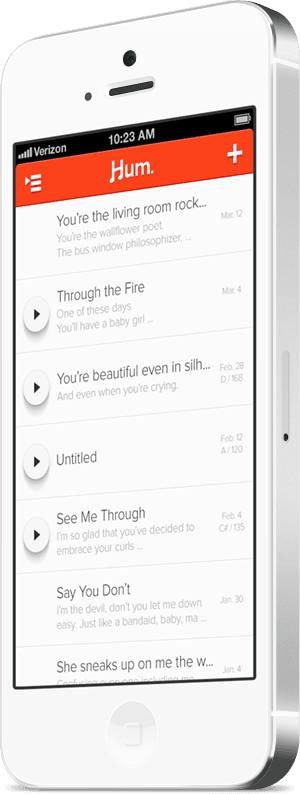 Verizon
10:23 AM
Hum.
You're the living room rock...
Mar. 12
You're the wallflower poet.
The bus window philosophizer. ...
Through the Fire
Mar. 4
One of these days
You'll have a baby girl ...
You're beautiful even in silh...
Feb. 28
And even when you're crying.
D / 168
Untitled
Feb. 12
A / 120
See Me Through
Feb. 4
I'm so glad that you've decided to
C# / 135
embrace your curls ...
Say You Don't
Jan. 30
I'm the devil, don't you let me down
easy. Just like a bandaid, baby, ma ...
She sneaks up on me the w...
Jan. 4
Confusing everyone including me